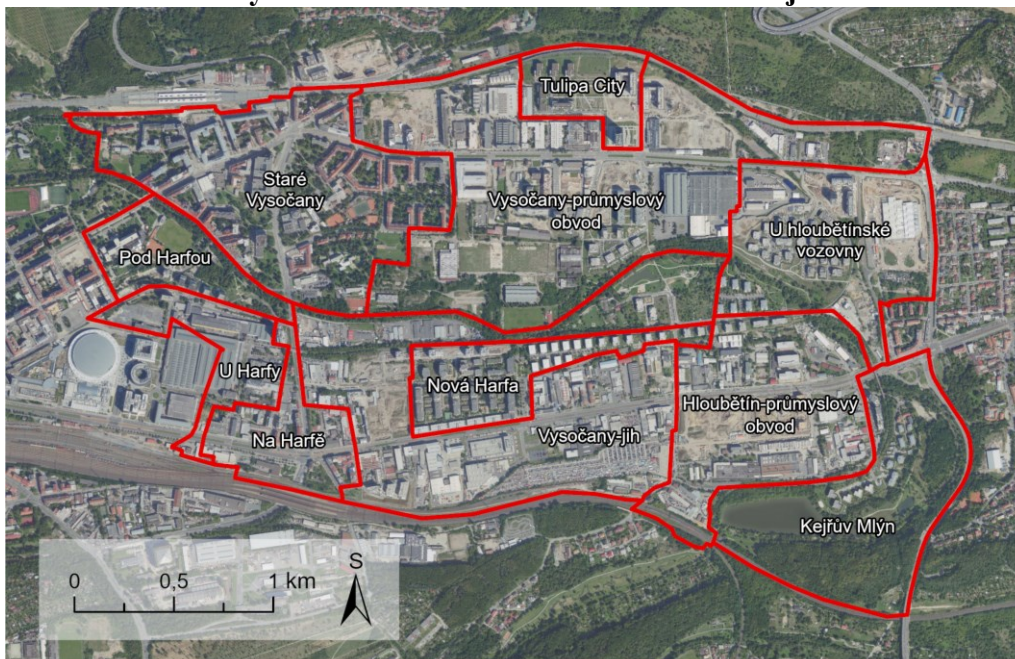 Tulipa City
Staré
Vysočany
Vysočany-průmyslový
obvod
U hloubětínské
vozovny
Pod Harfou
U Harfy
Nová Harfa
Hloubětín-průmyslový
obvod
Na Harfě
Vysočany-jih
Kejřův Mlýn
S
0 0,5 1 km